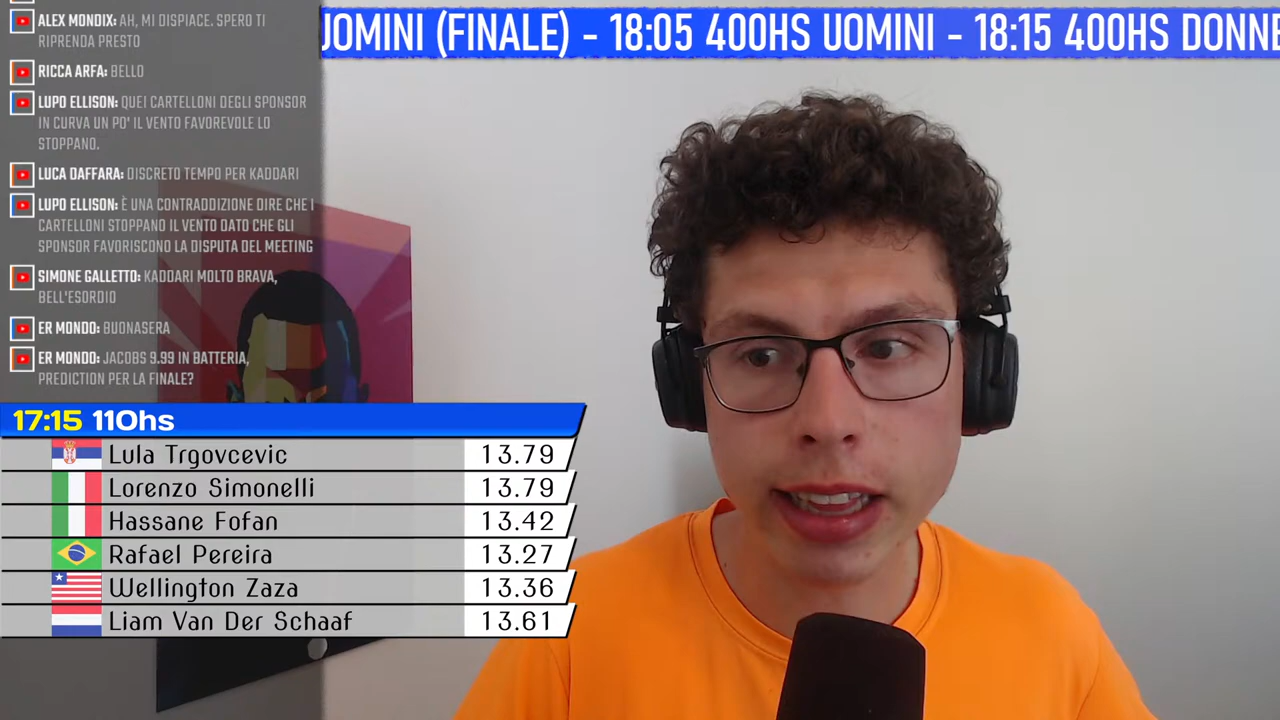 ALEX MONDIX: AH, MI DISPIACE. SPERO TI
RIPRENDA PRESTO
RICCA ARFA: BELLO
LUPO ELLISON: QUEI CARTELLONI DEGLI SPONSOR
IN CURVA UN PO' IL VENTO FAVOREVOLE LO
STOPPANO.
LUCA DAFFARA: DISCRETO TEMPO PER KADDARI
LUPO ELLISON: È UNA CONTRADDIZIONE DIRE CHE I
CARTELLONI STOPPANO IL VENTO DATO CHE GLI
SPONSOR FAVORISCONO LA DISPUTA DEL MEETING
SIMONE GALLETTO: KADDARI MOLTO BRAVA,
BELL'ESORDIO
ER MONDO: BUONASERA
ER MONDO: JACOBS 9.99 IN BATTERIA,
PREDICTION PER LA FINALE?
UOMINI (FINALE) - 18:05 400HS UOMINI - 18:15 400HS DONNE
17:15 110hs
Lula Trgovcevic 13.79
Lorenzo Simonelli 13.79
Hassane Fofan 13.42
Rafael Pereira 13.27
Wellington Zaza 13.36
Liam Van Der Schaaf 13.61